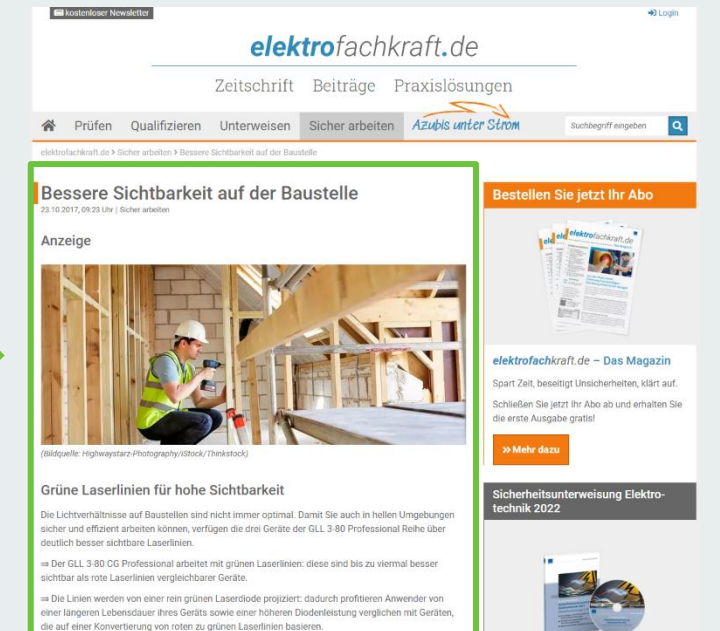 kostenloser Newsletter
Login
elektrofachkraft.de
Zeitschrift Beiträge Praxislösungen
Prüfen Qualifizieren Unterweisen Sicher arbeiten Azubis unter Strom Suchbegriff eingeben
elektrofachkraft.de > Sicher arbeiten > Bessere Sichtbarkeit auf der Baustelle
Bessere Sichtbarkeit auf der Baustelle
23.10.2017, 09:23 Uhr | Sicher arbeiten
Anzeige
(Bildquelle: Highwaystarz-Photography/iStock/Thinkstock)
Grüne Laserlinien für hohe Sichtbarkeit
Die Lichtverhältnisse auf Baustellen sind nicht immer optimal. Damit Sie auch in hellen Umgebungen
sicher und effizient arbeiten können, verfügen die drei Geräte der GLL 3-80 Professional Reihe über
deutlich besser sichtbare Laserlinien.
⇒ Der GLL 3-80 CG Professional arbeitet mit grünen Laserlinien: diese sind bis zu viermal besser
sichtbar als rote Laserlinien vergleichbarer Geräte.
⇒ Die Linien werden von einer rein grünen Laserdiode projiziert: dadurch profitieren Anwender von
einer längeren Lebensdauer ihres Geräts sowie einer höheren Diodenleistung verglichen mit Geräten,
die auf einer Konvertierung von roten zu grünen Laserlinien basieren.
Bestellen Sie jetzt Ihr Abo
elektrofachkraft.de
elektrofachkraft.de – Das Magazin
Spart Zeit, beseitigt Unsicherheiten, klärt auf.
Schließen Sie jetzt Ihr Abo ab und erhalten Sie
die erste Ausgabe gratis!
» Mehr dazu
Sicherheitsunterweisung Elektro-
technik 2022